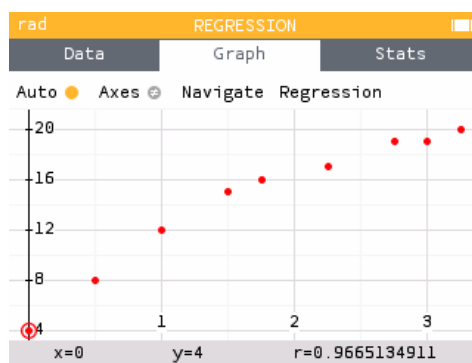 rad REGRESSION
Data Graph Stats
Auto Axes Navigate Regression
20
16
12
8
4
1 2 3
x=0 y=4 r=0.9665134911